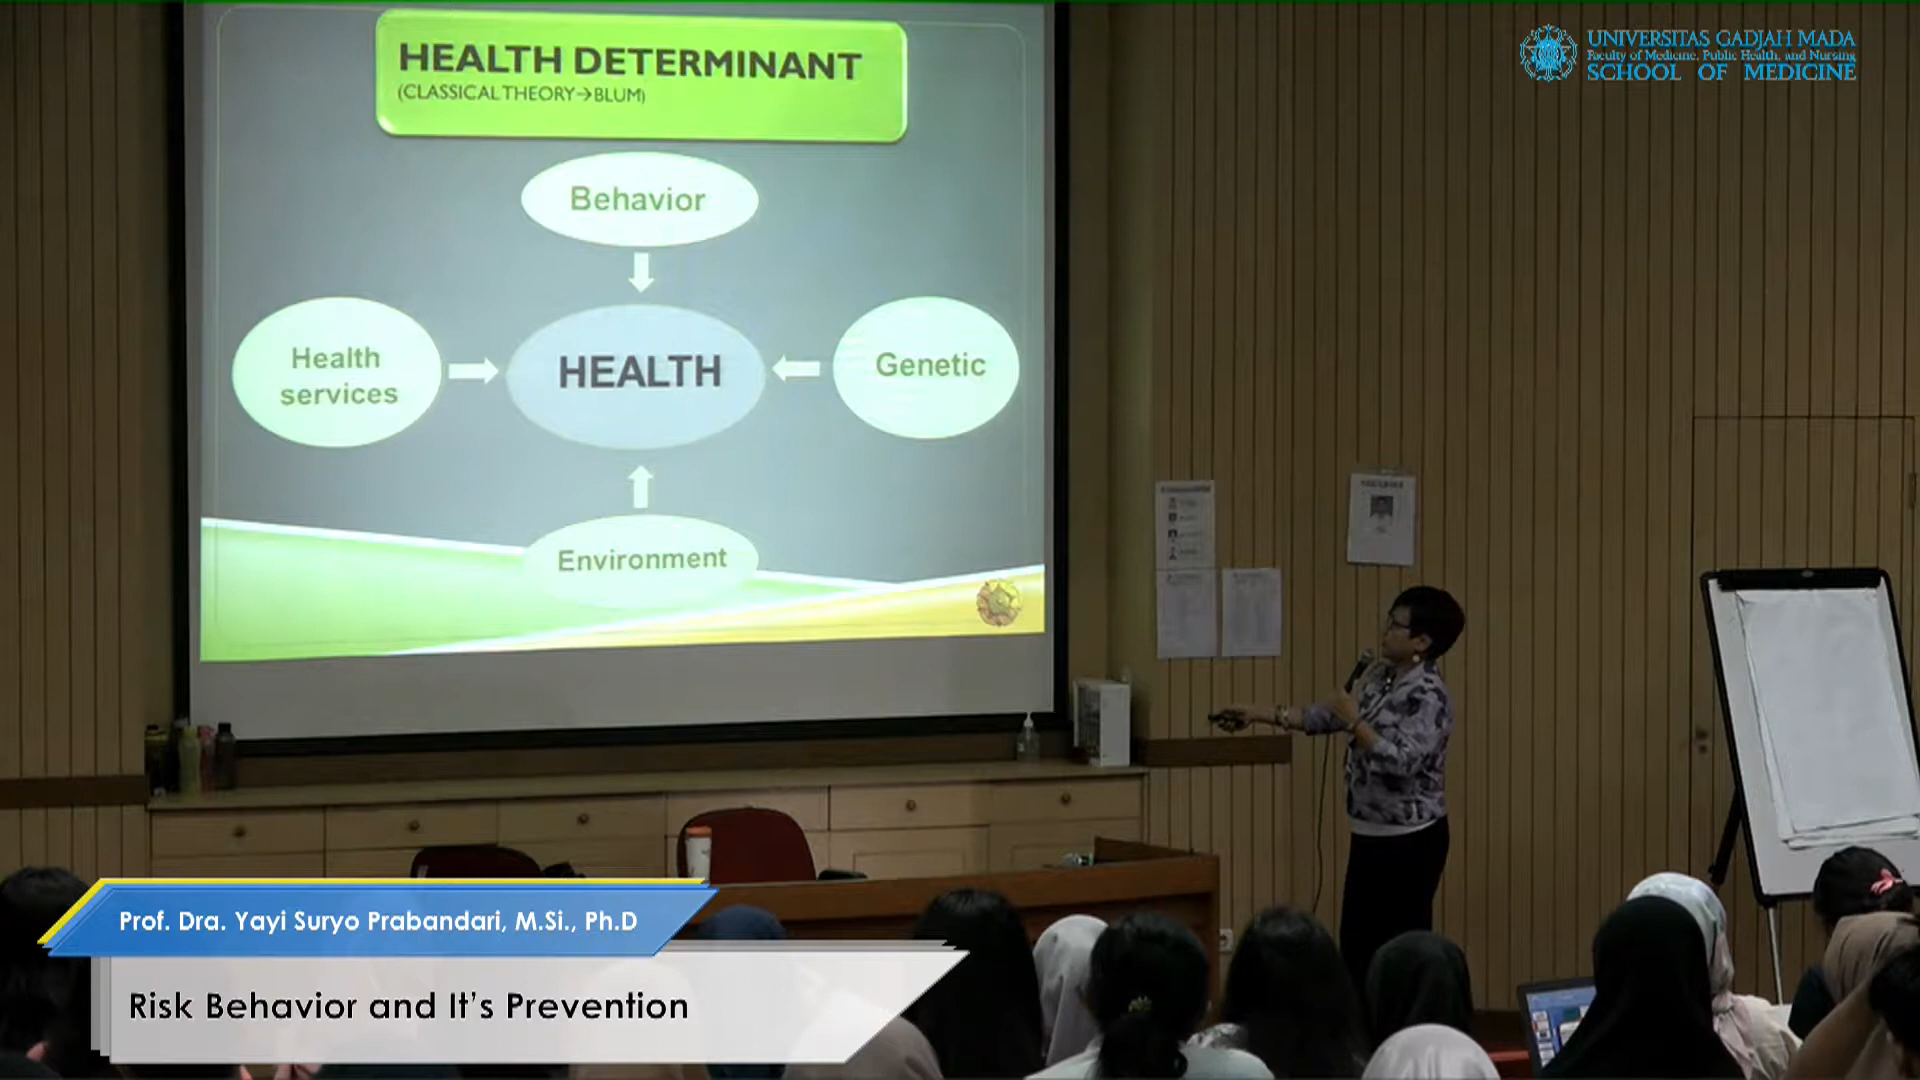 HEALTH DETERMINANT
(CLASSICAL THEORY→BLUM)
Behavior
Health
services
HEALTH
Genetic
Environment
UNIVERSITAS GADJAH MADA
Faculty of Medicine, Public Health, and Nursing
SCHOOL OF MEDICINE
Prof. Dra. Yayi Suryo Prabandari, M.Si., Ph.D
Risk Behavior and It's Prevention